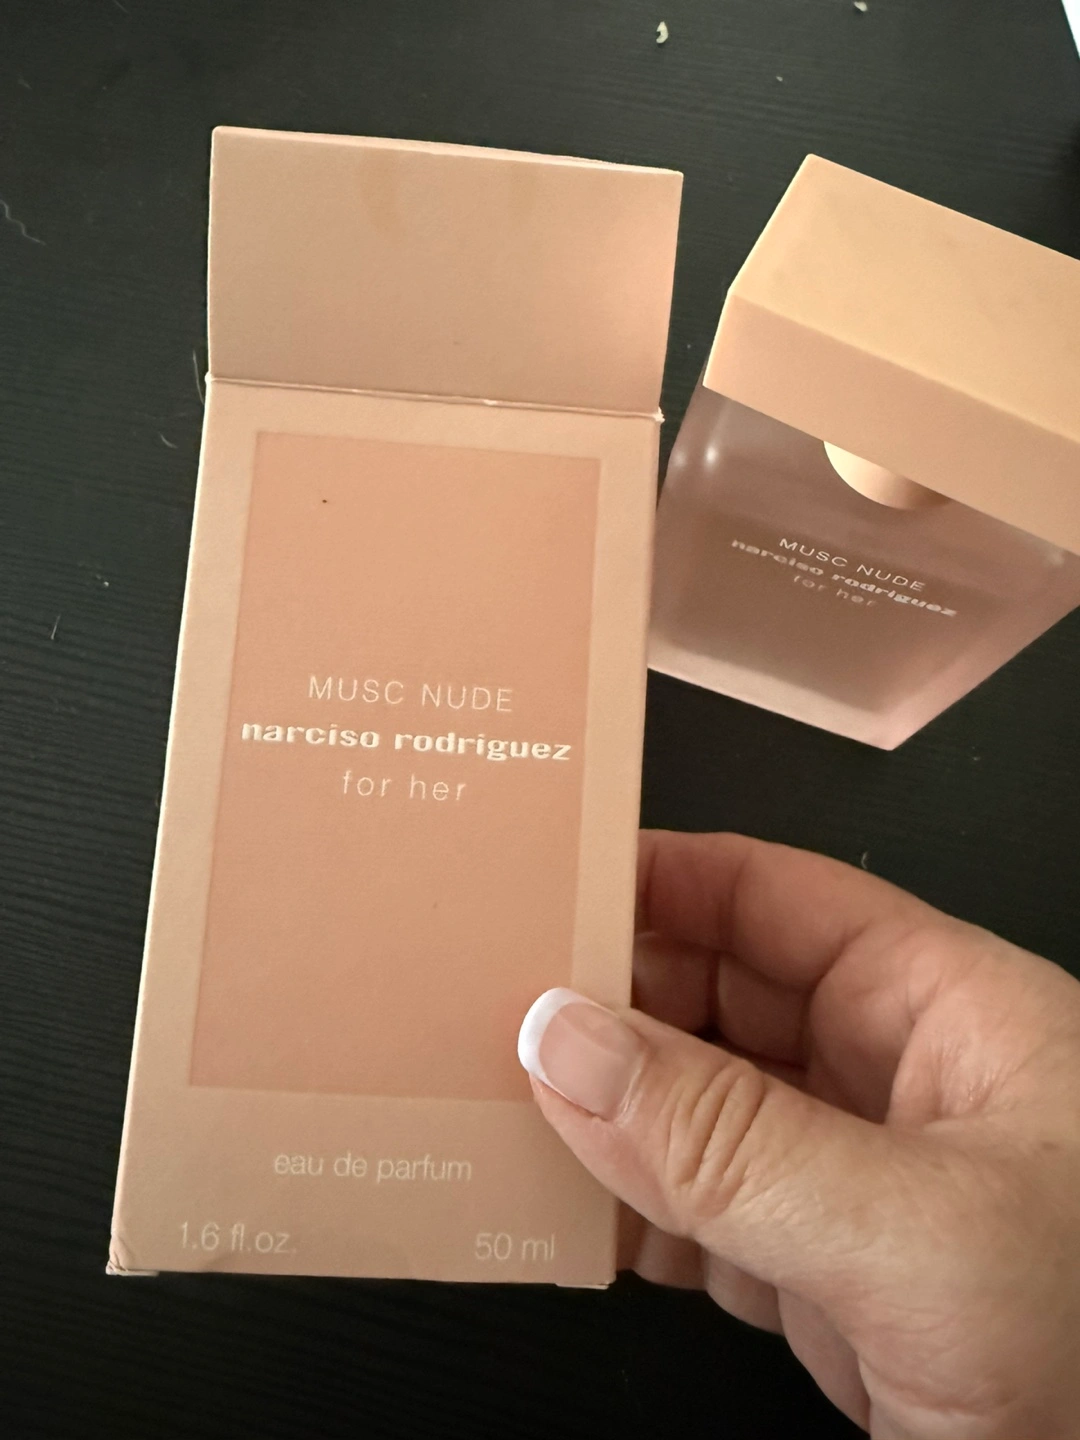 MUSC NUDE
narciso rodriguez
for her
eau de parfum
1.6 fl.oz. 50 ml
MUSC NUDE
narciso rodriguez
for her